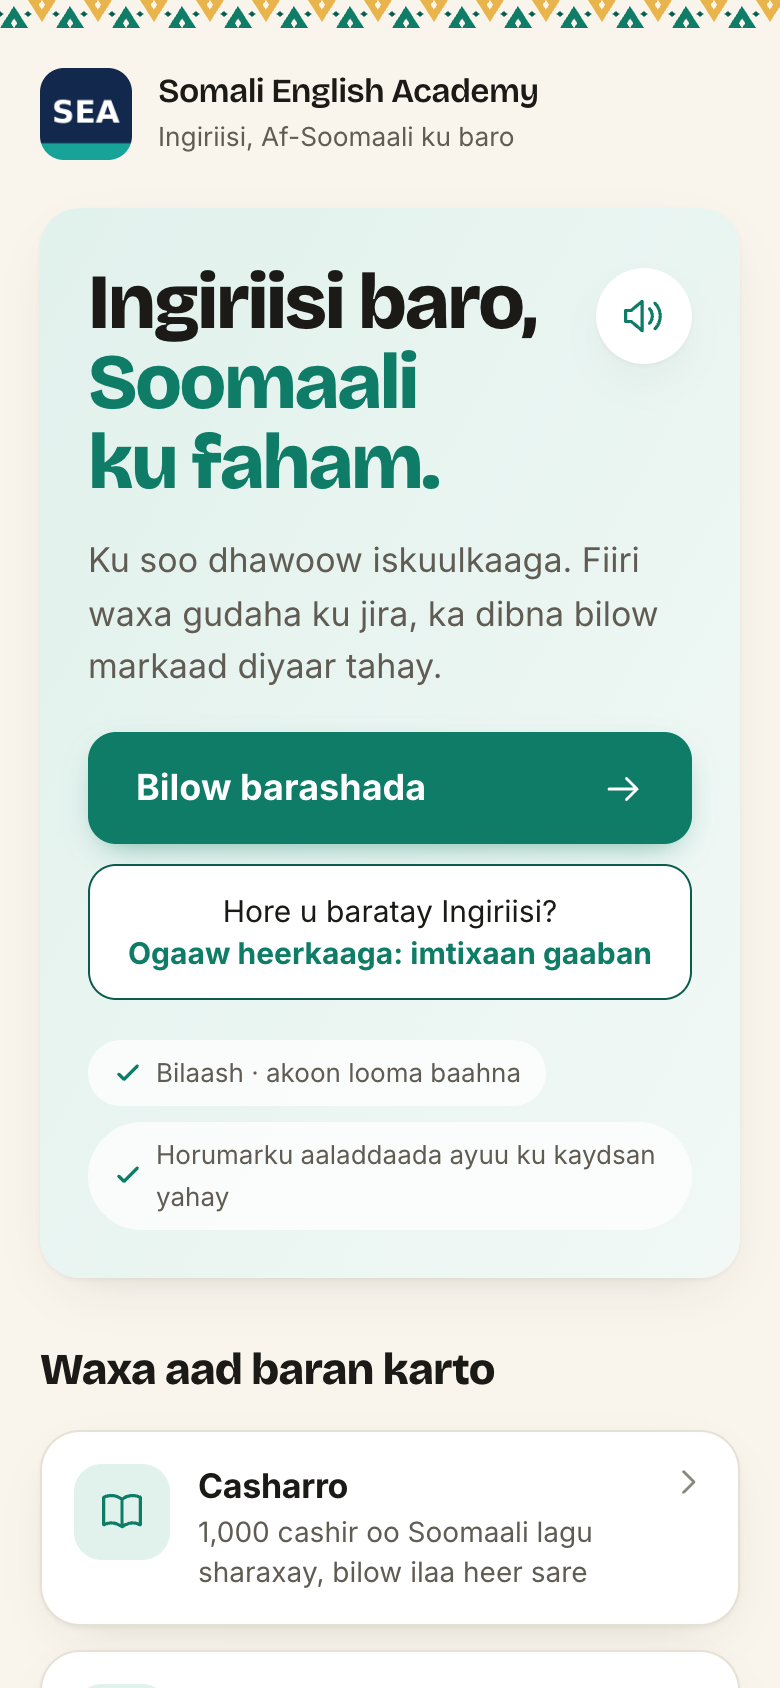 SEA
Somali English Academy
Ingiriisi, Af-Soomaali ku baro
Ingiriisi baro,
Soomaali
ku faham.
Ku soo dhawoow iskuulkaaga. Fiiri
waxa gudaha ku jira, ka dibna bilow
markaad diyaar tahay.
Bilow barashada
Hore u baratay Ingiriisi?
Ogaaw heerkaaga: imtixaan gaaban
Bilaash · akoon looma baahna
Horumarku aaladdaada ayuu ku kaydsan
yahay
Waxa aad baran karto
Casharro
1,000 cashir oo Soomaali lagu
sharaxay, bilow ilaa heer sare